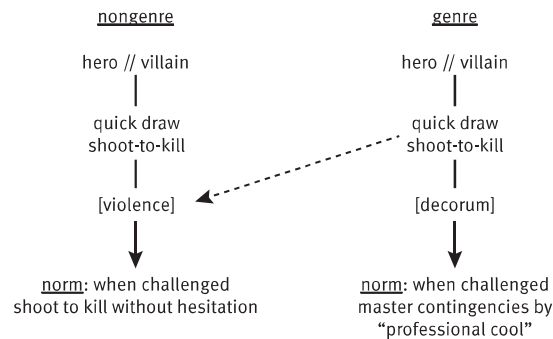 nongenre
hero // villain
quick draw
shoot-to-kill
[violence]
norm: when challenged
shoot to kill without hesitation
genre
hero // villain
quick draw
shoot-to-kill
[decorum]
norm: when challenged
master contingencies by
“professional cool”